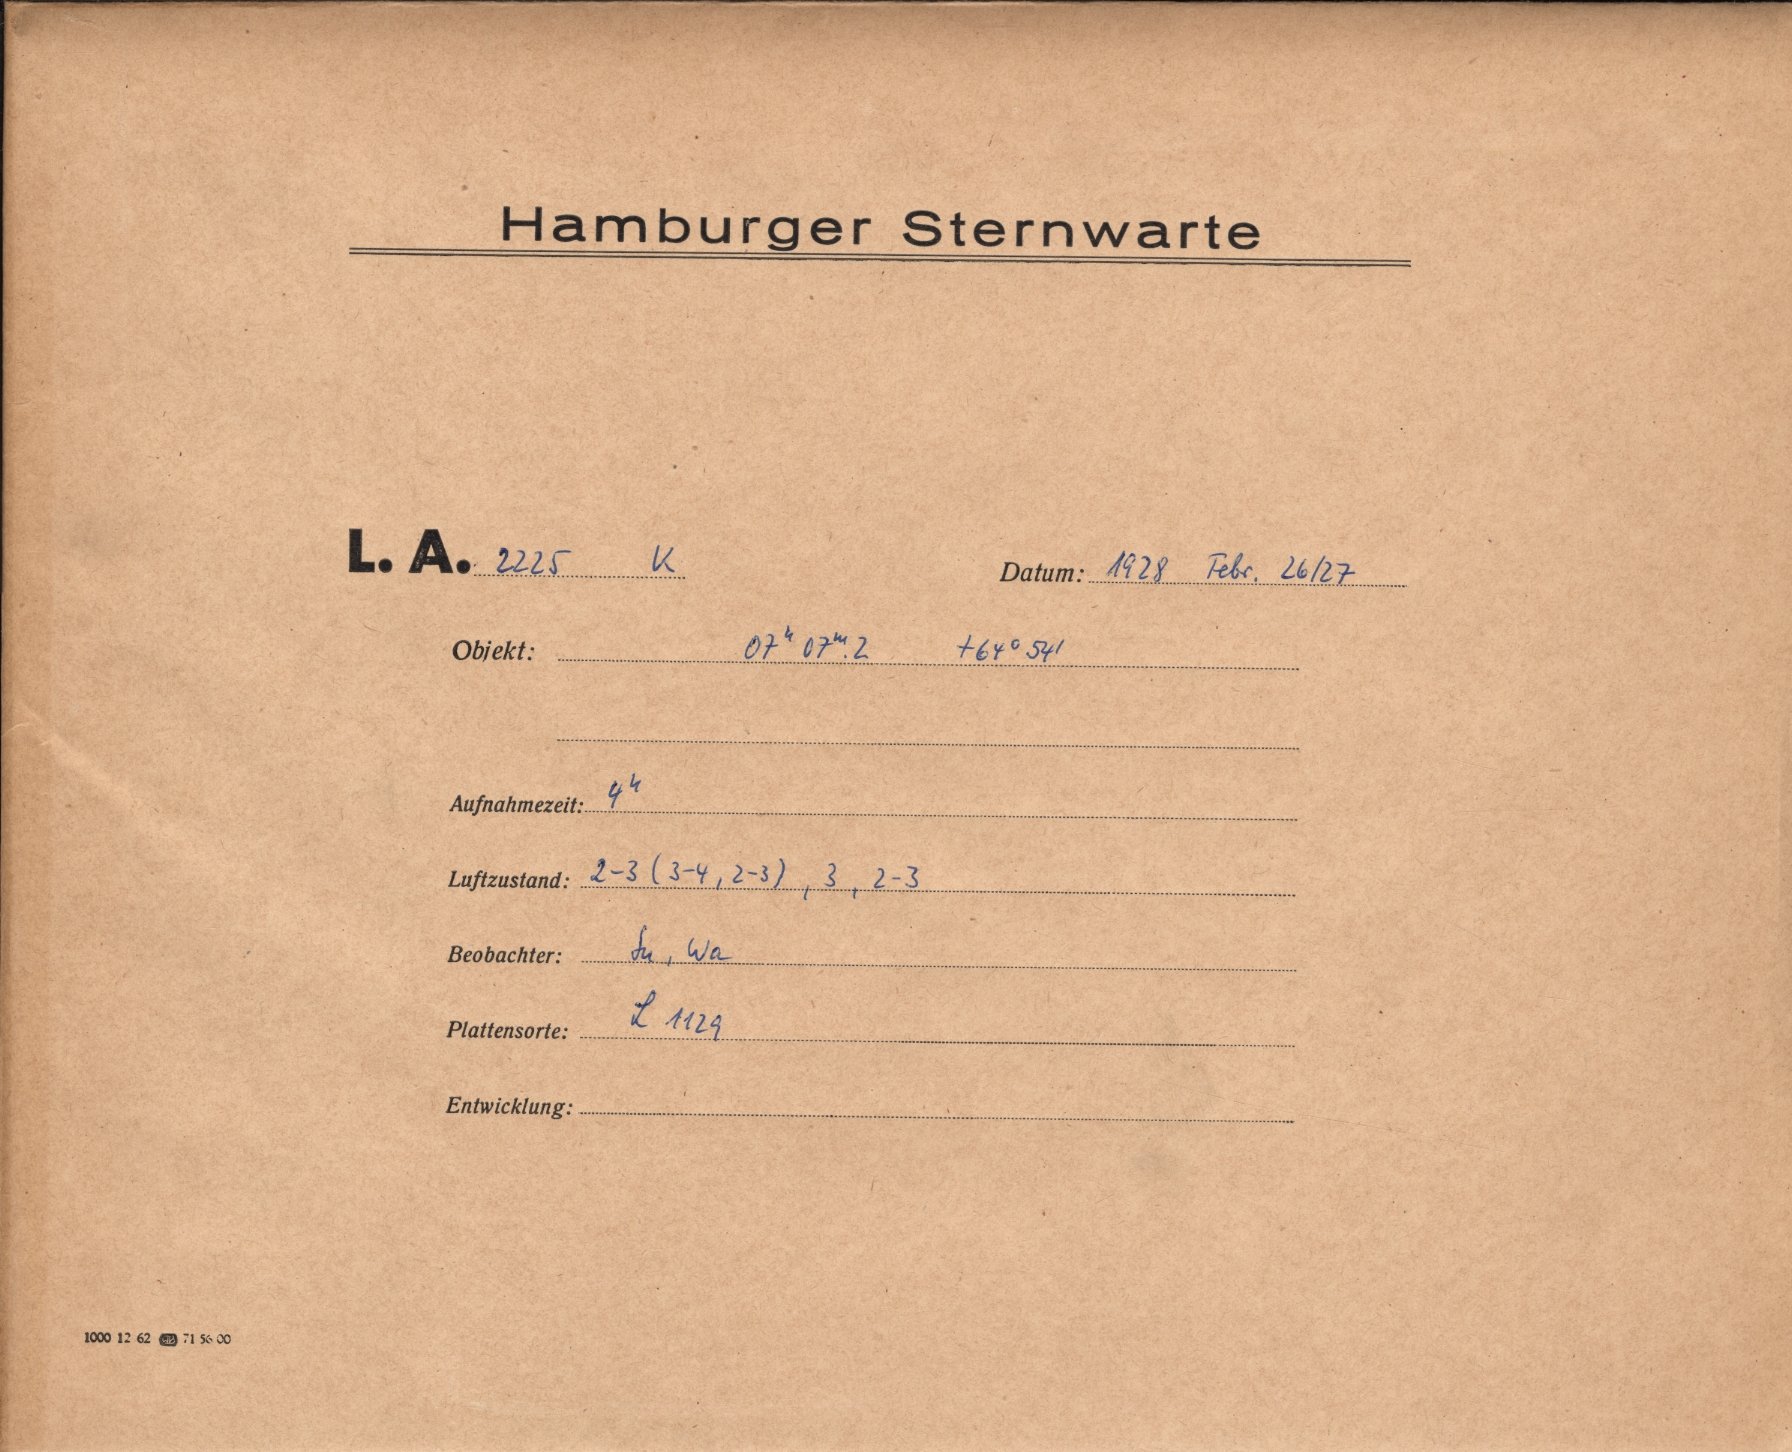 Hamburger Sternwarte
L. A. 2225 K
Datum: 1928 Febr. 26/27
Objekt: 07ʰ 07ᵐ.2 +64° 54'
Aufnahmezeit: 4ʰ
Luftzustand: 2-3 (3-4, 2-3), 3, 2-3
Beobachter: Wa
Plattensorte: L 1129
Entwicklung:
1000 12 62 71 56 00